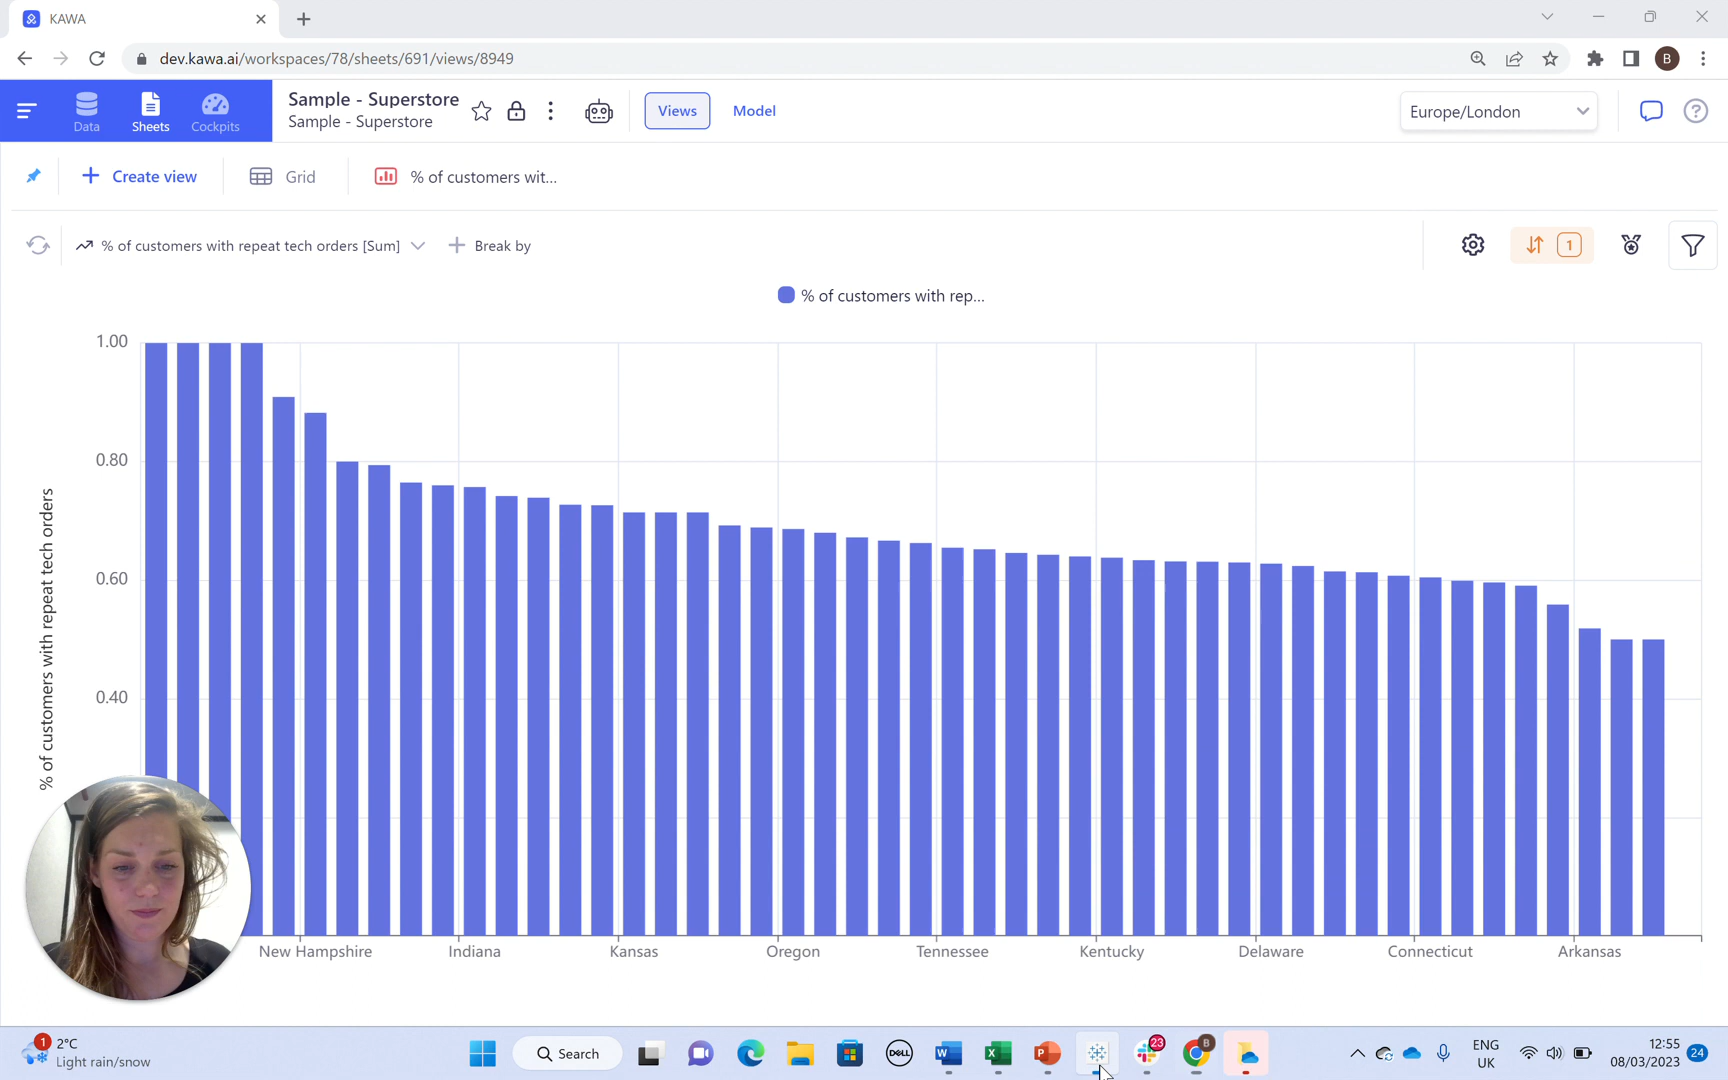 KAWA
dev.kawa.ai/workspaces/78/sheets/691/views/8949
B
Data
Sheets
Cockpits
Sample - Superstore
Sample - Superstore
Views
Model
Europe/London
Create view
Grid
% of customers wit...
% of customers with repeat tech orders [Sum]
Break by
1
% of customers with rep...
1.00
0.80
0.60
0.40
% of customers with repeat tech orders
New Hampshire
Indiana
Kansas
Oregon
Tennessee
Kentucky
Delaware
Connecticut
Arkansas
1
2°C
Light rain/snow
Search
DELL
W
X
P
23
B
ENG
UK
12:55
08/03/2023
24